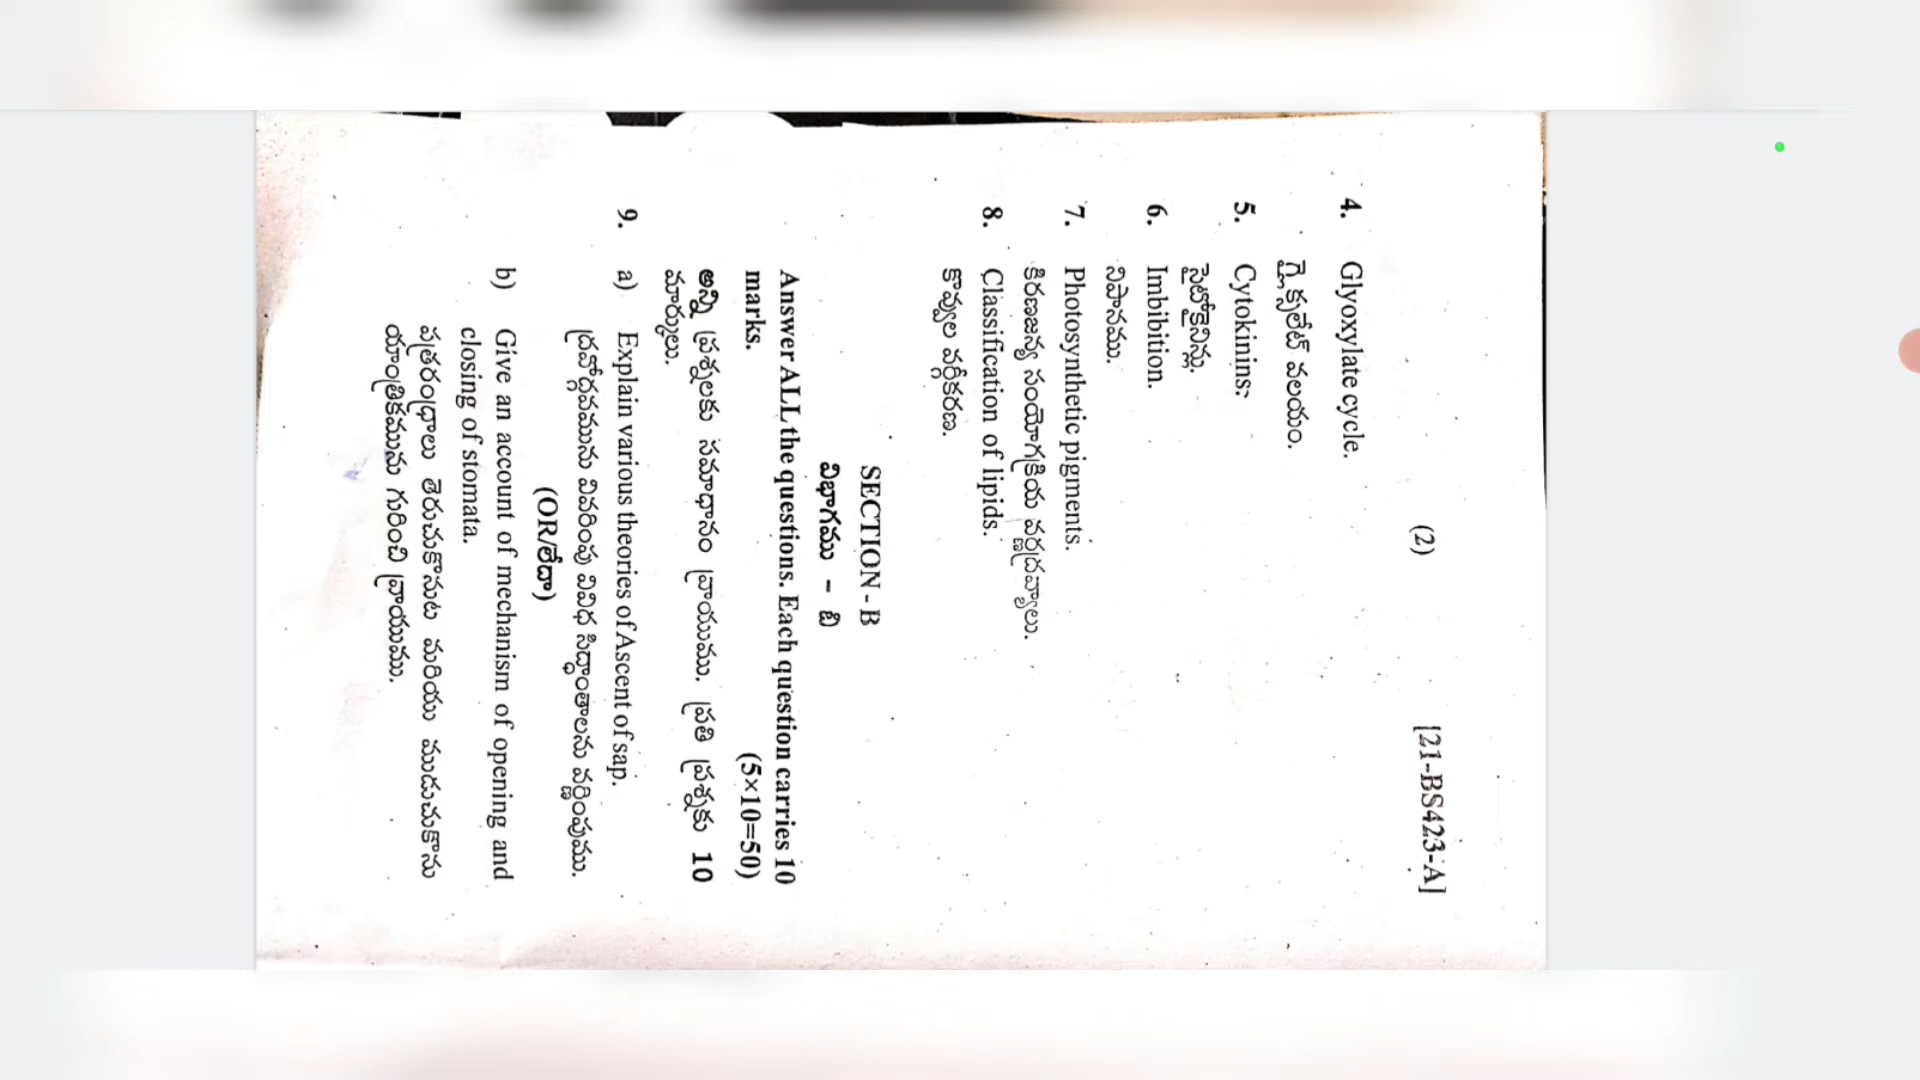 (2)
[21-BS423-A]
4. Glyoxylate cycle.
గ్లైక్సలేట్ వలయం.
5. Cytokinins:
సైటోకైనిన్లు.
6. Imbibition.
నిపానము.
7. Photosynthetic pigments.
కిరణజన్య సంయోగక్రియ వర్ణద్రవ్యాలు.
8. Classification of lipids.
కొవ్వుల వర్గీకరణ.
SECTION - B
విభాగము - బి
Answer ALL the questions. Each question carries 10
marks. (5×10=50)
అన్ని ప్రశ్నలకు సమాధానం వ్రాయుము. ప్రతి ప్రశ్నకు 10
మార్కులు.
9. a) Explain various theories of Ascent of sap.
ద్రవోద్గమమును వివరింపు వివిధ సిద్ధాంతాలను వర్ణింపుము.
(OR/లేదా)
b) Give an account of mechanism of opening and
closing of stomata.
పత్రరంధ్రాలు తెరుచుకొనుట మరియు ముడుచుకొను
యాంత్రికమును గురించి వ్రాయుము.